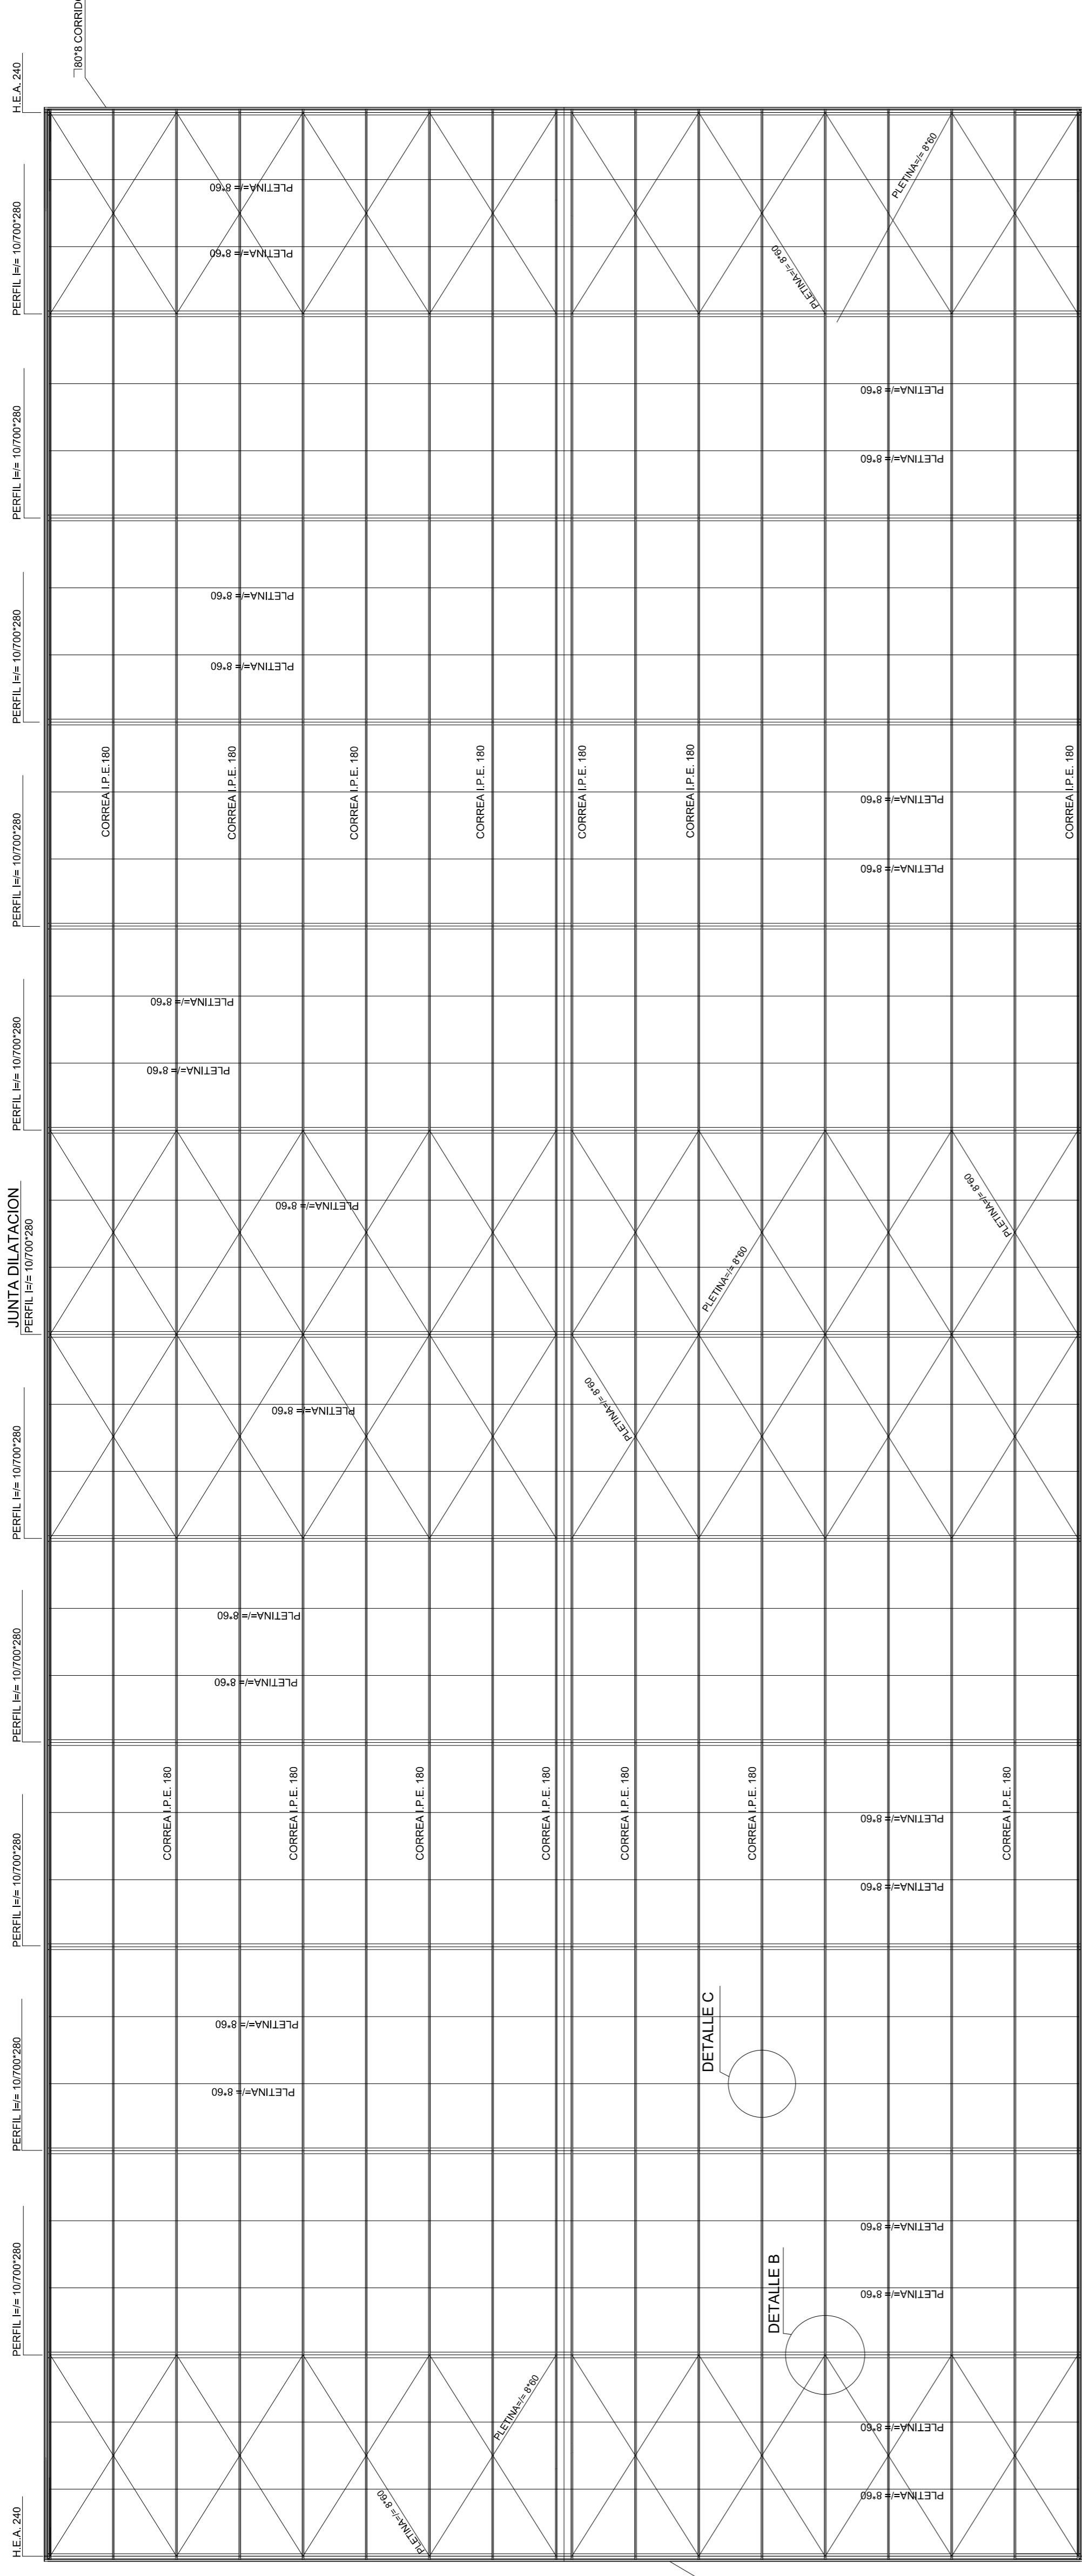 H.E.A. 240
80*8 CORRID
PERFIL I=/= 10/700*280
PLETINA=/= 8*60
PLETINA=/= 8*60
PLETINA=/= 8*60
PLETINA=/= 8*60
PERFIL I=/= 10/700*280
PLETINA=/= 8*60
PLETINA=/= 8*60
PERFIL I=/= 10/700*280
PLETINA=/= 8*60
PLETINA=/= 8*60
PERFIL I=/= 10/700*280
CORREA I.P.E.180
CORREA I.P.E. 180
CORREA I.P.E. 180
CORREA I.P.E. 180
CORREA I.P.E. 180
CORREA I.P.E. 180
CORREA I.P.E. 180
PLETINA=/= 8*60
PLETINA=/= 8*60
PERFIL I=/= 10/700*280
PLETINA=/= 8*60
PLETINA=/= 8*60
JUNTA DILATACION
PERFIL I=/= 10/700*280
PLETINA=/= 8*60
PLETINA=/= 8*60
PLETINA=/= 8*60
PERFIL I=/= 10/700*280
PLETINA=/= 8*60
PLETINA=/= 8*60
PERFIL I=/= 10/700*280
PLETINA=/= 8*60
PLETINA=/= 8*60
PERFIL I=/= 10/700*280
CORREA I.P.E. 180
CORREA I.P.E. 180
CORREA I.P.E. 180
CORREA I.P.E. 180
CORREA I.P.E. 180
CORREA I.P.E. 180
CORREA I.P.E. 180
PLETINA=/= 8*60
PLETINA=/= 8*60
PERFIL I=/= 10/700*280
PLETINA=/= 8*60
PLETINA=/= 8*60
DETALLE C
PERFIL I=/= 10/700*280
PLETINA=/= 8*60
PLETINA=/= 8*60
DETALLE B
PLETINA=/= 8*60
PLETINA=/= 8*60
PLETINA=/= 8*60
PLETINA=/= 8*60
H.E.A. 240